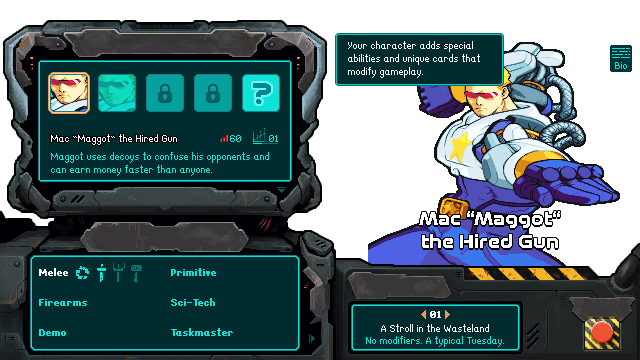 Your character adds special
abilities and unique cards that
modify gameplay.
Bio
?
Mac "Maggot" the Hired Gun
60
01
Maggot uses decoys to confuse his opponents and
can earn money faster than anyone.
Mac "Maggot"
the Hired Gun
Melee
Primitive
Firearms
Sci-Tech
Demo
Taskmaster
01
A Stroll in the Wasteland
No modifiers. A typical Tuesday.